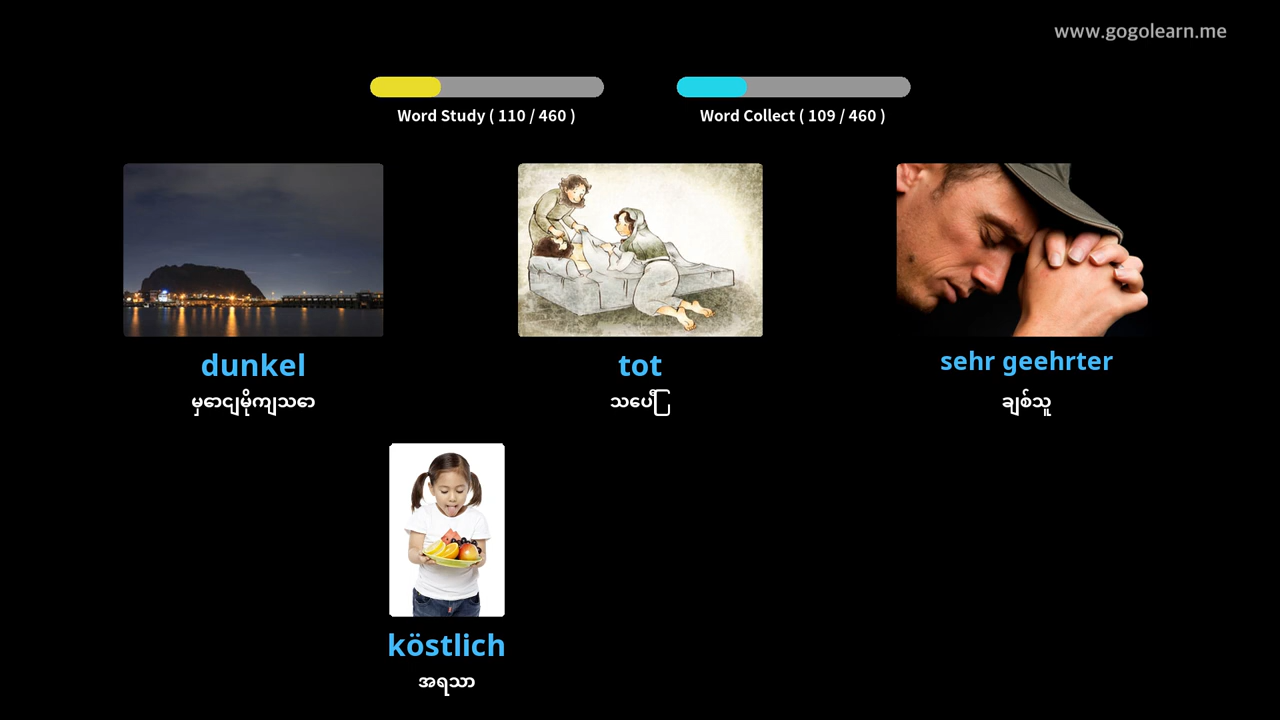 www.gogolearn.me
Word Study ( 110 / 460 )
Word Collect ( 109 / 460 )
dunkel
tot
sehr geehrter
မှောငျမိုကျသော
သပေွီ
ချစ်သူ
köstlich
အရသာ